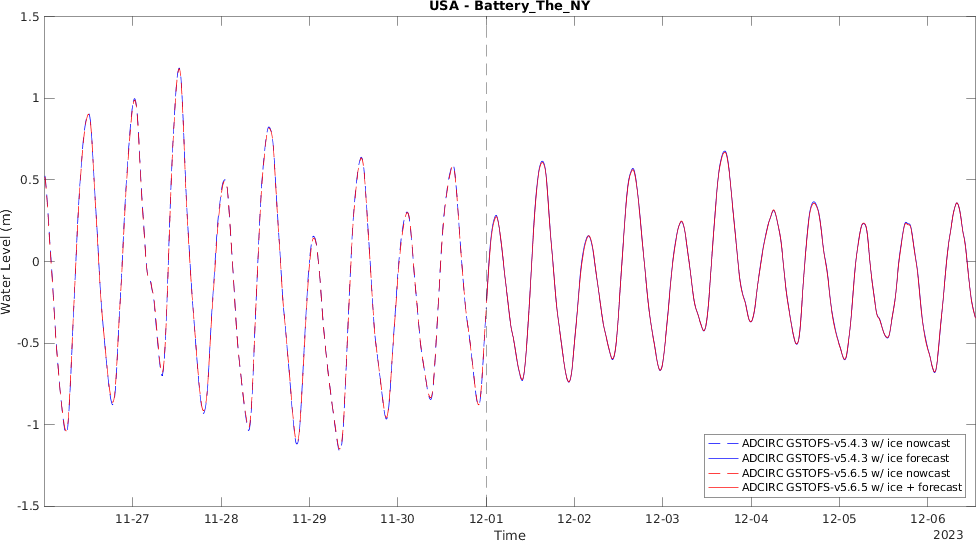 USA - Battery_The_NY
1.5
1
0.5
0
-0.5
-1
-1.5
Water Level (m)
ADCIRC GSTOFS-v5.4.3 w/ ice nowcast
ADCIRC GSTOFS-v5.4.3 w/ ice forecast
ADCIRC GSTOFS-v5.6.5 w/ ice nowcast
ADCIRC GSTOFS-v5.6.5 w/ ice + forecast
11-27 11-28 11-29 11-30 12-01 12-02 12-03 12-04 12-05 12-06
Time 2023